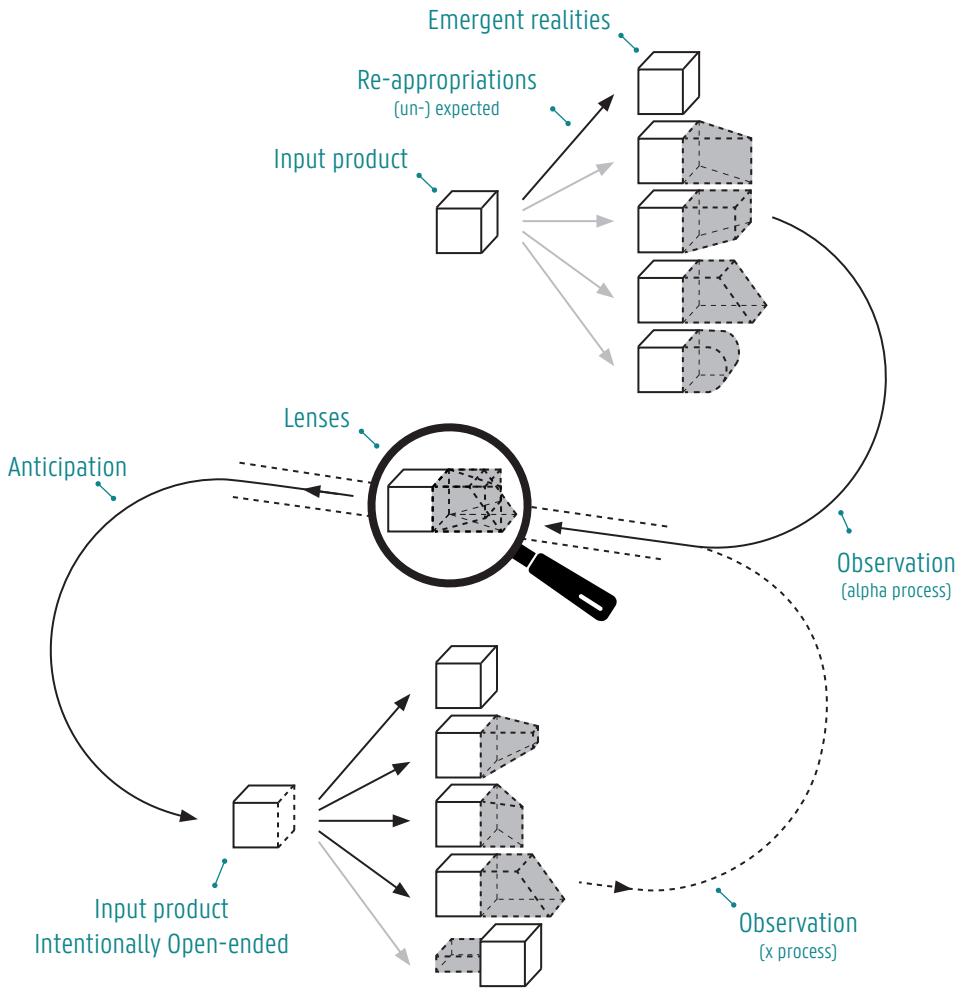 Emergent realities
Re-appropriations
(un-) expected
Input product
Lenses
Anticipation
Observation
(alpha process)
Input product
Intentionally Open-ended
Observation
(x process)